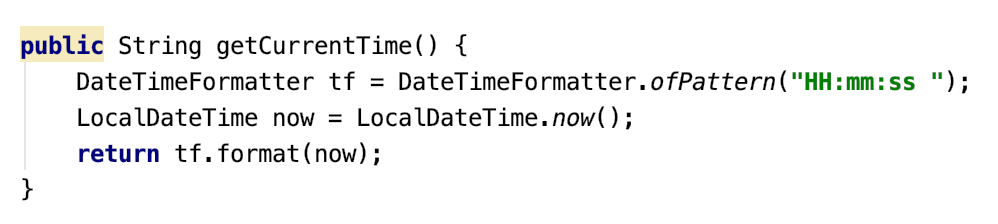 public String getCurrentTime() {
    DateTimeFormatter tf = DateTimeFormatter.ofPattern("HH:mm:ss ");
    LocalDateTime now = LocalDateTime.now();
    return tf.format(now);
}